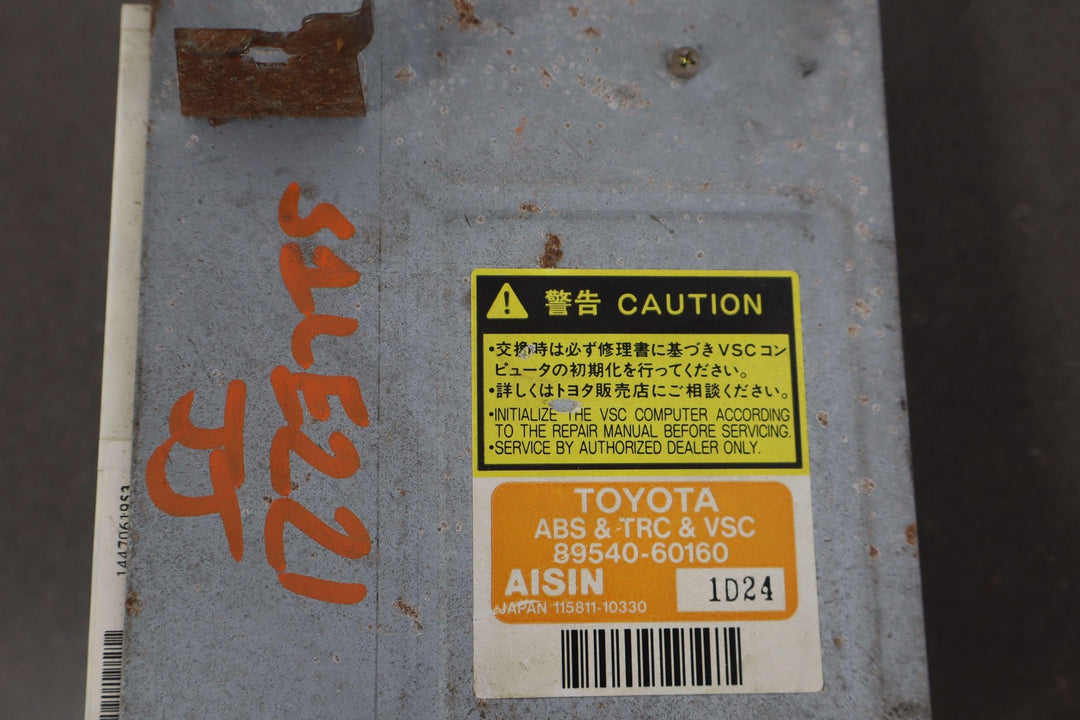 警告 CAUTION
•交換時は必ず修理書に基づきVSCコン
ピュータの初期化を行ってください。
•詳しくはトヨタ販売店にご相談ください。
•INITIALIZE THE VSC COMPUTER ACCORDING
TO THE REPAIR MANUAL BEFORE SERVICING.
•SERVICE BY AUTHORIZED DEALER ONLY.
TOYOTA
ABS & TRC & VSC
89540-60160
AISIN
1D24
JAPAN 115811-10330
1447061953